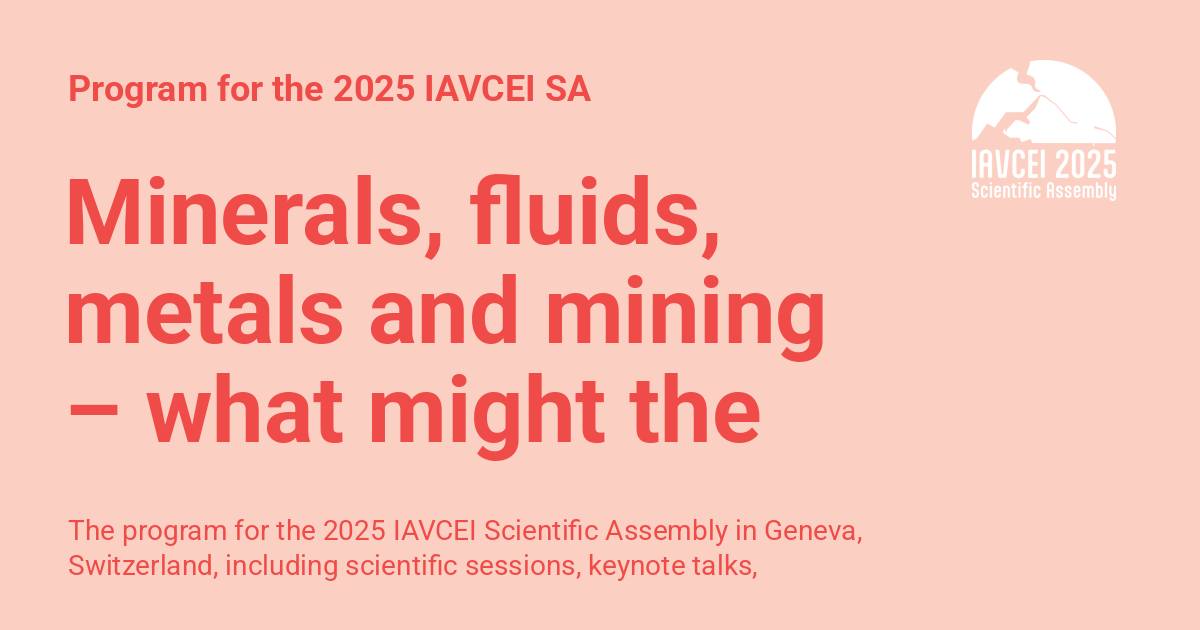 Program for the 2025 IAVCEI SA
IAVCEI 2025
Scientific Assembly
Minerals, fluids,
metals and mining
– what might the
The program for the 2025 IAVCEI Scientific Assembly in Geneva,
Switzerland, including scientific sessions, keynote talks,